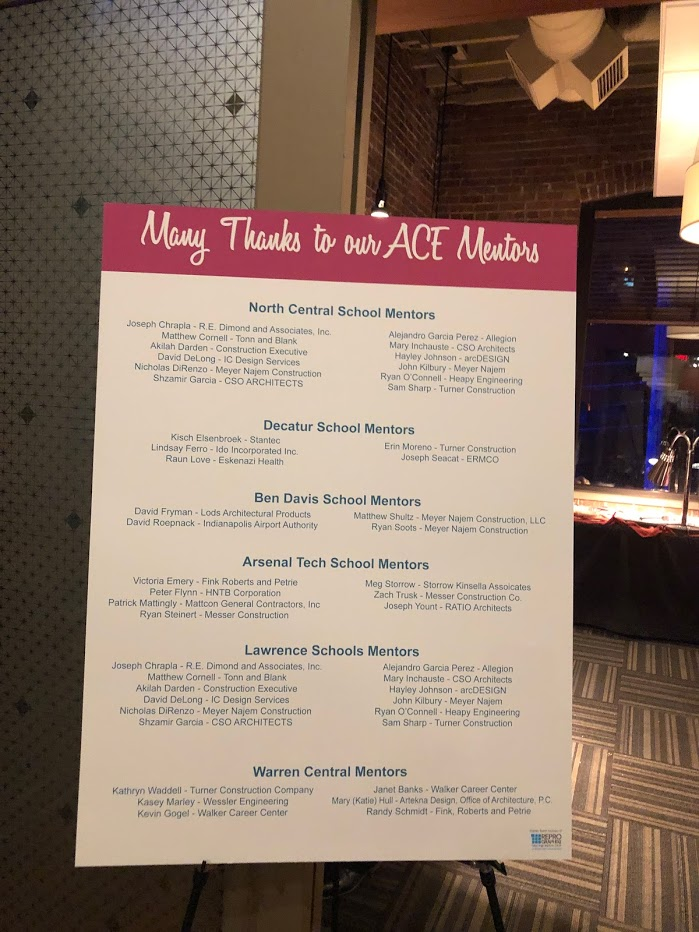 Many Thanks to our ACE Mentors
North Central School Mentors
Joseph Chrapla - R.E. Dimond and Associates, Inc.
Matthew Cornell - Tonn and Blank
Akilah Darden - Construction Executive
David DeLong - IC Design Services
Nicholas DiRenzo - Meyer Najem Construction
Shzamir Garcia - CSO ARCHITECTS
Alejandro Garcia Perez - Allegion
Mary Inchauste - CSO Architects
Hayley Johnson - arcDESIGN
John Kilbury - Meyer Najem
Ryan O'Connell - Heapy Engineering
Sam Sharp - Turner Construction
Decatur School Mentors
Kisch Elsenbroek - Stantec
Lindsay Ferro - Ido Incorporated Inc.
Raun Love - Eskenazi Health
Erin Moreno - Turner Construction
Joseph Seacat - ERMCO
Ben Davis School Mentors
David Fryman - Lods Architectural Products
David Roepnack - Indianapolis Airport Authority
Matthew Shultz - Meyer Najem Construction, LLC
Ryan Soots - Meyer Najem Construction
Arsenal Tech School Mentors
Victoria Emery - Fink Roberts and Petrie
Peter Flynn - HNTB Corporation
Patrick Mattingly - Mattcon General Contractors, Inc
Ryan Steinert - Messer Construction
Meg Storrow - Storrow Kinsella Assoicates
Zach Trusk - Messer Construction Co.
Joseph Yount - RATIO Architects
Lawrence Schools Mentors
Joseph Chrapla - R.E. Dimond and Associates, Inc.
Matthew Cornell - Tonn and Blank
Akilah Darden - Construction Executive
David DeLong - IC Design Services
Nicholas DiRenzo - Meyer Najem Construction
Shzamir Garcia - CSO ARCHITECTS
Alejandro Garcia Perez - Allegion
Mary Inchauste - CSO Architects
Hayley Johnson - arcDESIGN
John Kilbury - Meyer Najem
Ryan O'Connell - Heapy Engineering
Sam Sharp - Turner Construction
Warren Central Mentors
Kathryn Waddell - Turner Construction Company
Kasey Marley - Wessler Engineering
Kevin Gogel - Walker Career Center
Janet Banks - Walker Career Center
Mary (Katie) Hull - Artekna Design, Office of Architecture, P.C.
Randy Schmidt - Fink, Roberts and Petrie
REPRO
GRAPHIX